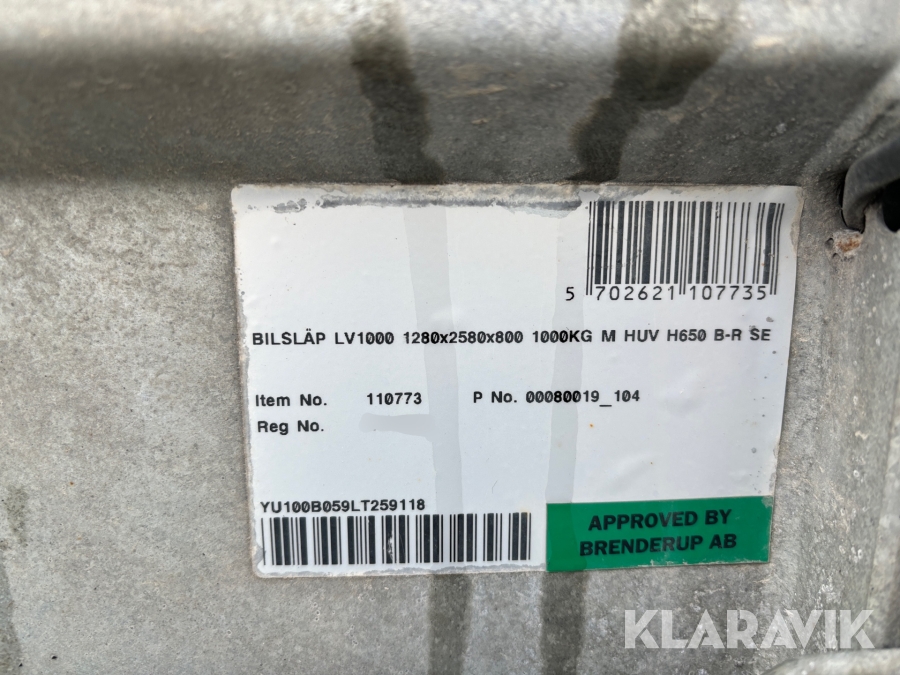 5 702621 107735
BILSLÄP LV1000 1280x2580x800 1000KG M HUV H650 B-R SE
Item No. 110773 P No. 00080019_104
Reg No.
YU100B059LT259118
APPROVED BY
BRENDERUP AB
KLARAVIK